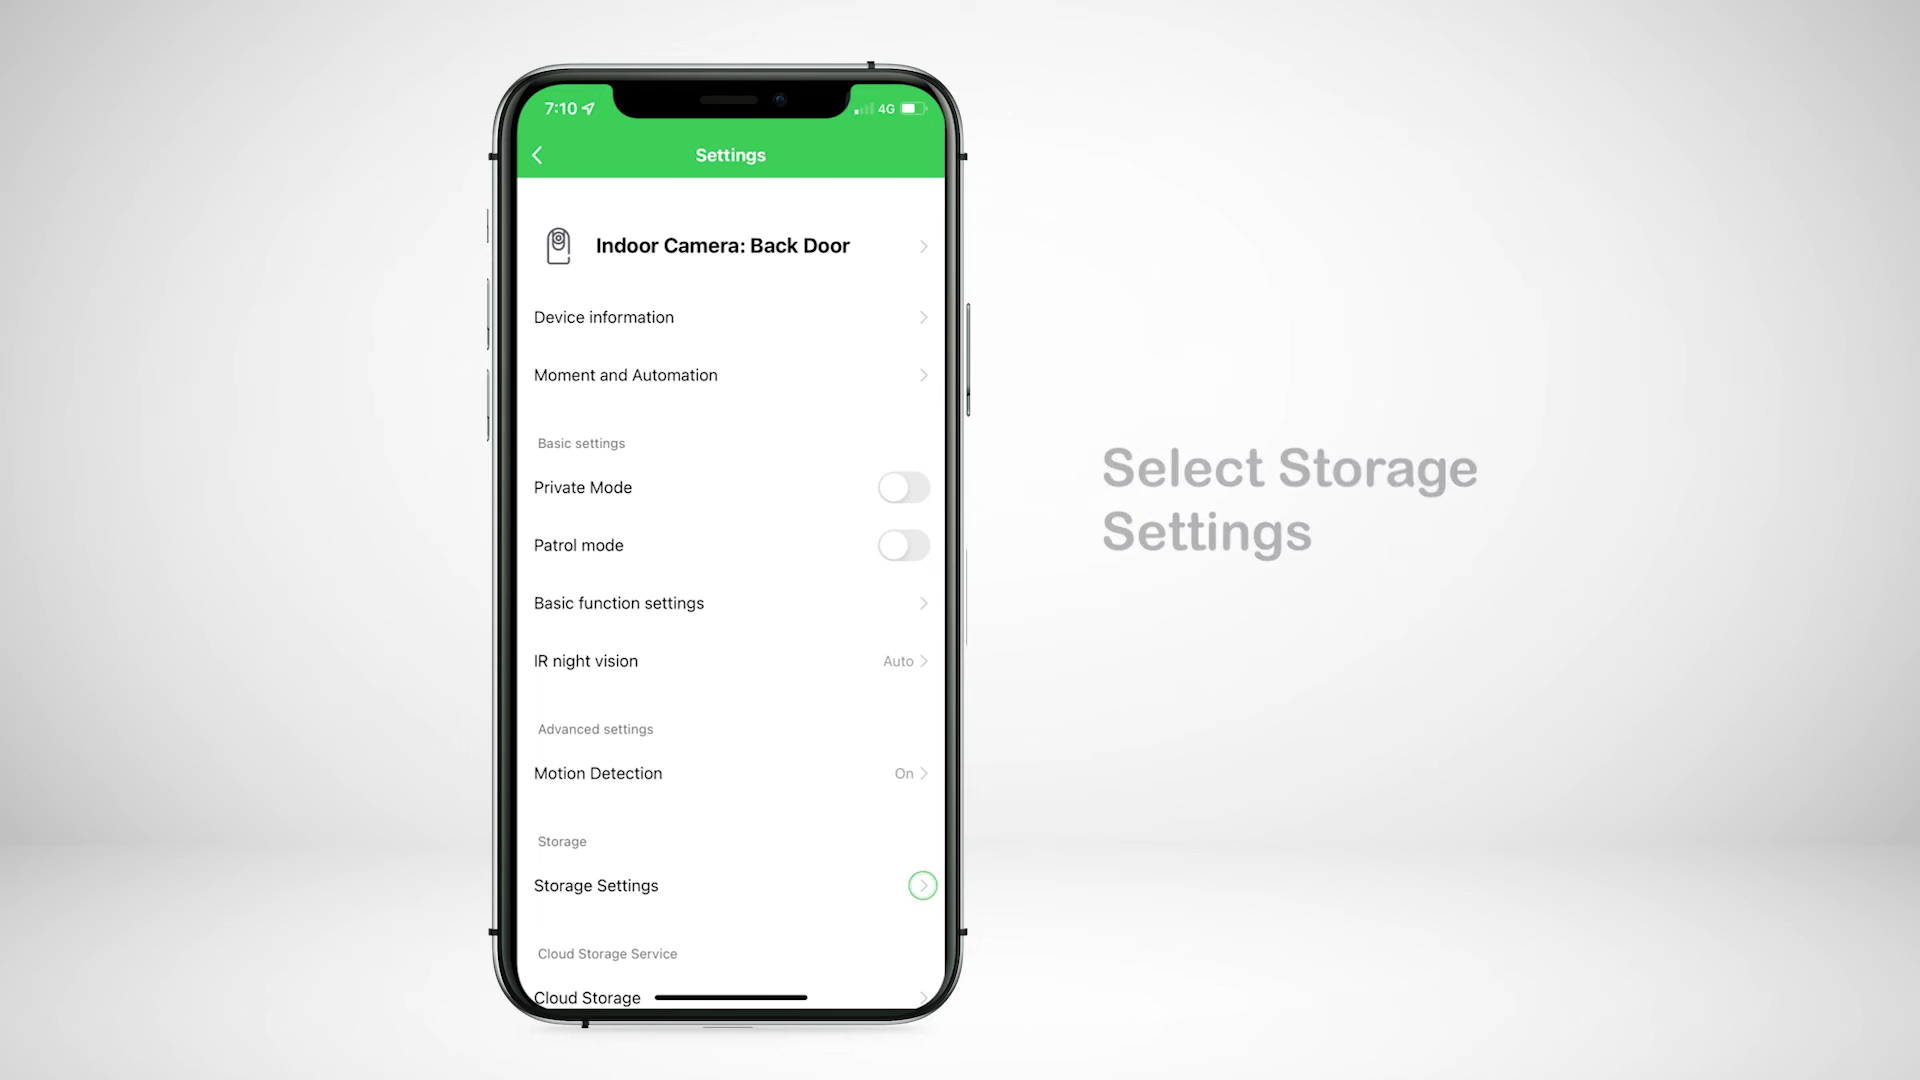 7:10
4G
Settings
Indoor Camera: Back Door
Device information
Moment and Automation
Basic settings
Private Mode
Patrol mode
Basic function settings
IR night vision
Auto
Advanced settings
Motion Detection
On
Storage
Storage Settings
Cloud Storage Service
Cloud Storage
Select Storage
Settings